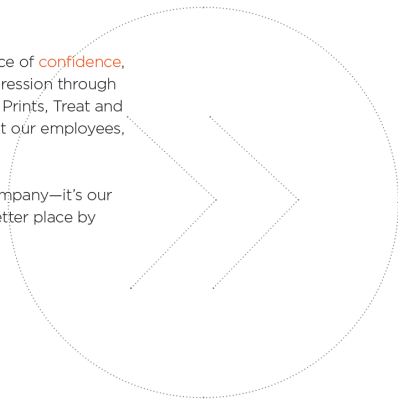 ce of confidence,
ression through
Prints, Treat and
t our employees,
mpany—it’s our
etter place by